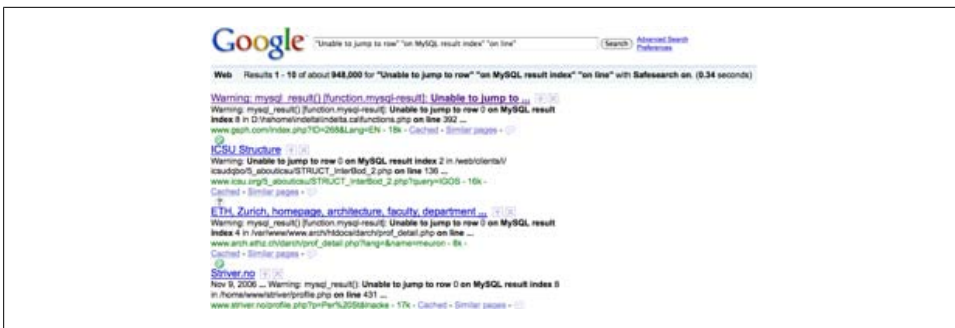 Google "Unable to jump to row" "on MySQL result index" "on line" Search Advanced Search
Preferences
Web Results 1 - 10 of about 948,000 for "Unable to jump to row" "on MySQL result index" "on line" with Safesearch on. (0.34 seconds)
Warning: mysql_result() [function.mysql-result]: Unable to jump to ...
Warning: mysql_result() [function.mysql-result]: Unable to jump to row 0 on MySQL result
index 8 in D:\hshome\indelta\indelta.ca\functions.php on line 392 ...
www.gsph.com/index.php?ID=268&Lang=EN - 18k - Cached - Similar pages -
ICSU Structure
Warning: Unable to jump to row 0 on MySQL result index 2 in /web/clients/i/
icsudqbo/5_abouticsu/STRUCT_InterBod_2.php on line 136 ...
www.icsu.org/5_abouticsu/STRUCT_InterBod_2.php?query=IGOS - 16k -
Cached - Similar pages -
ETH, Zurich, homepage, architecture, faculty, department ...
Warning: mysql_result() [function.mysql-result]: Unable to jump to row 0 on MySQL result
index 4 in /var/www/www.arch/htdocs/darch/prof_detail.php on line ...
www.arch.ethz.ch/darch/prof_detail.php?lang=&name=meuron - 8k -
Cached - Similar pages -
Striver.no
Nov 9, 2006 ... Warning: mysql_result(): Unable to jump to row 0 on MySQL result index 8
in /home/www/striver/profile.php on line 431 ...
www.striver.no/profile.php?p=Per%20Stålnacke - 17k - Cached - Similar pages -